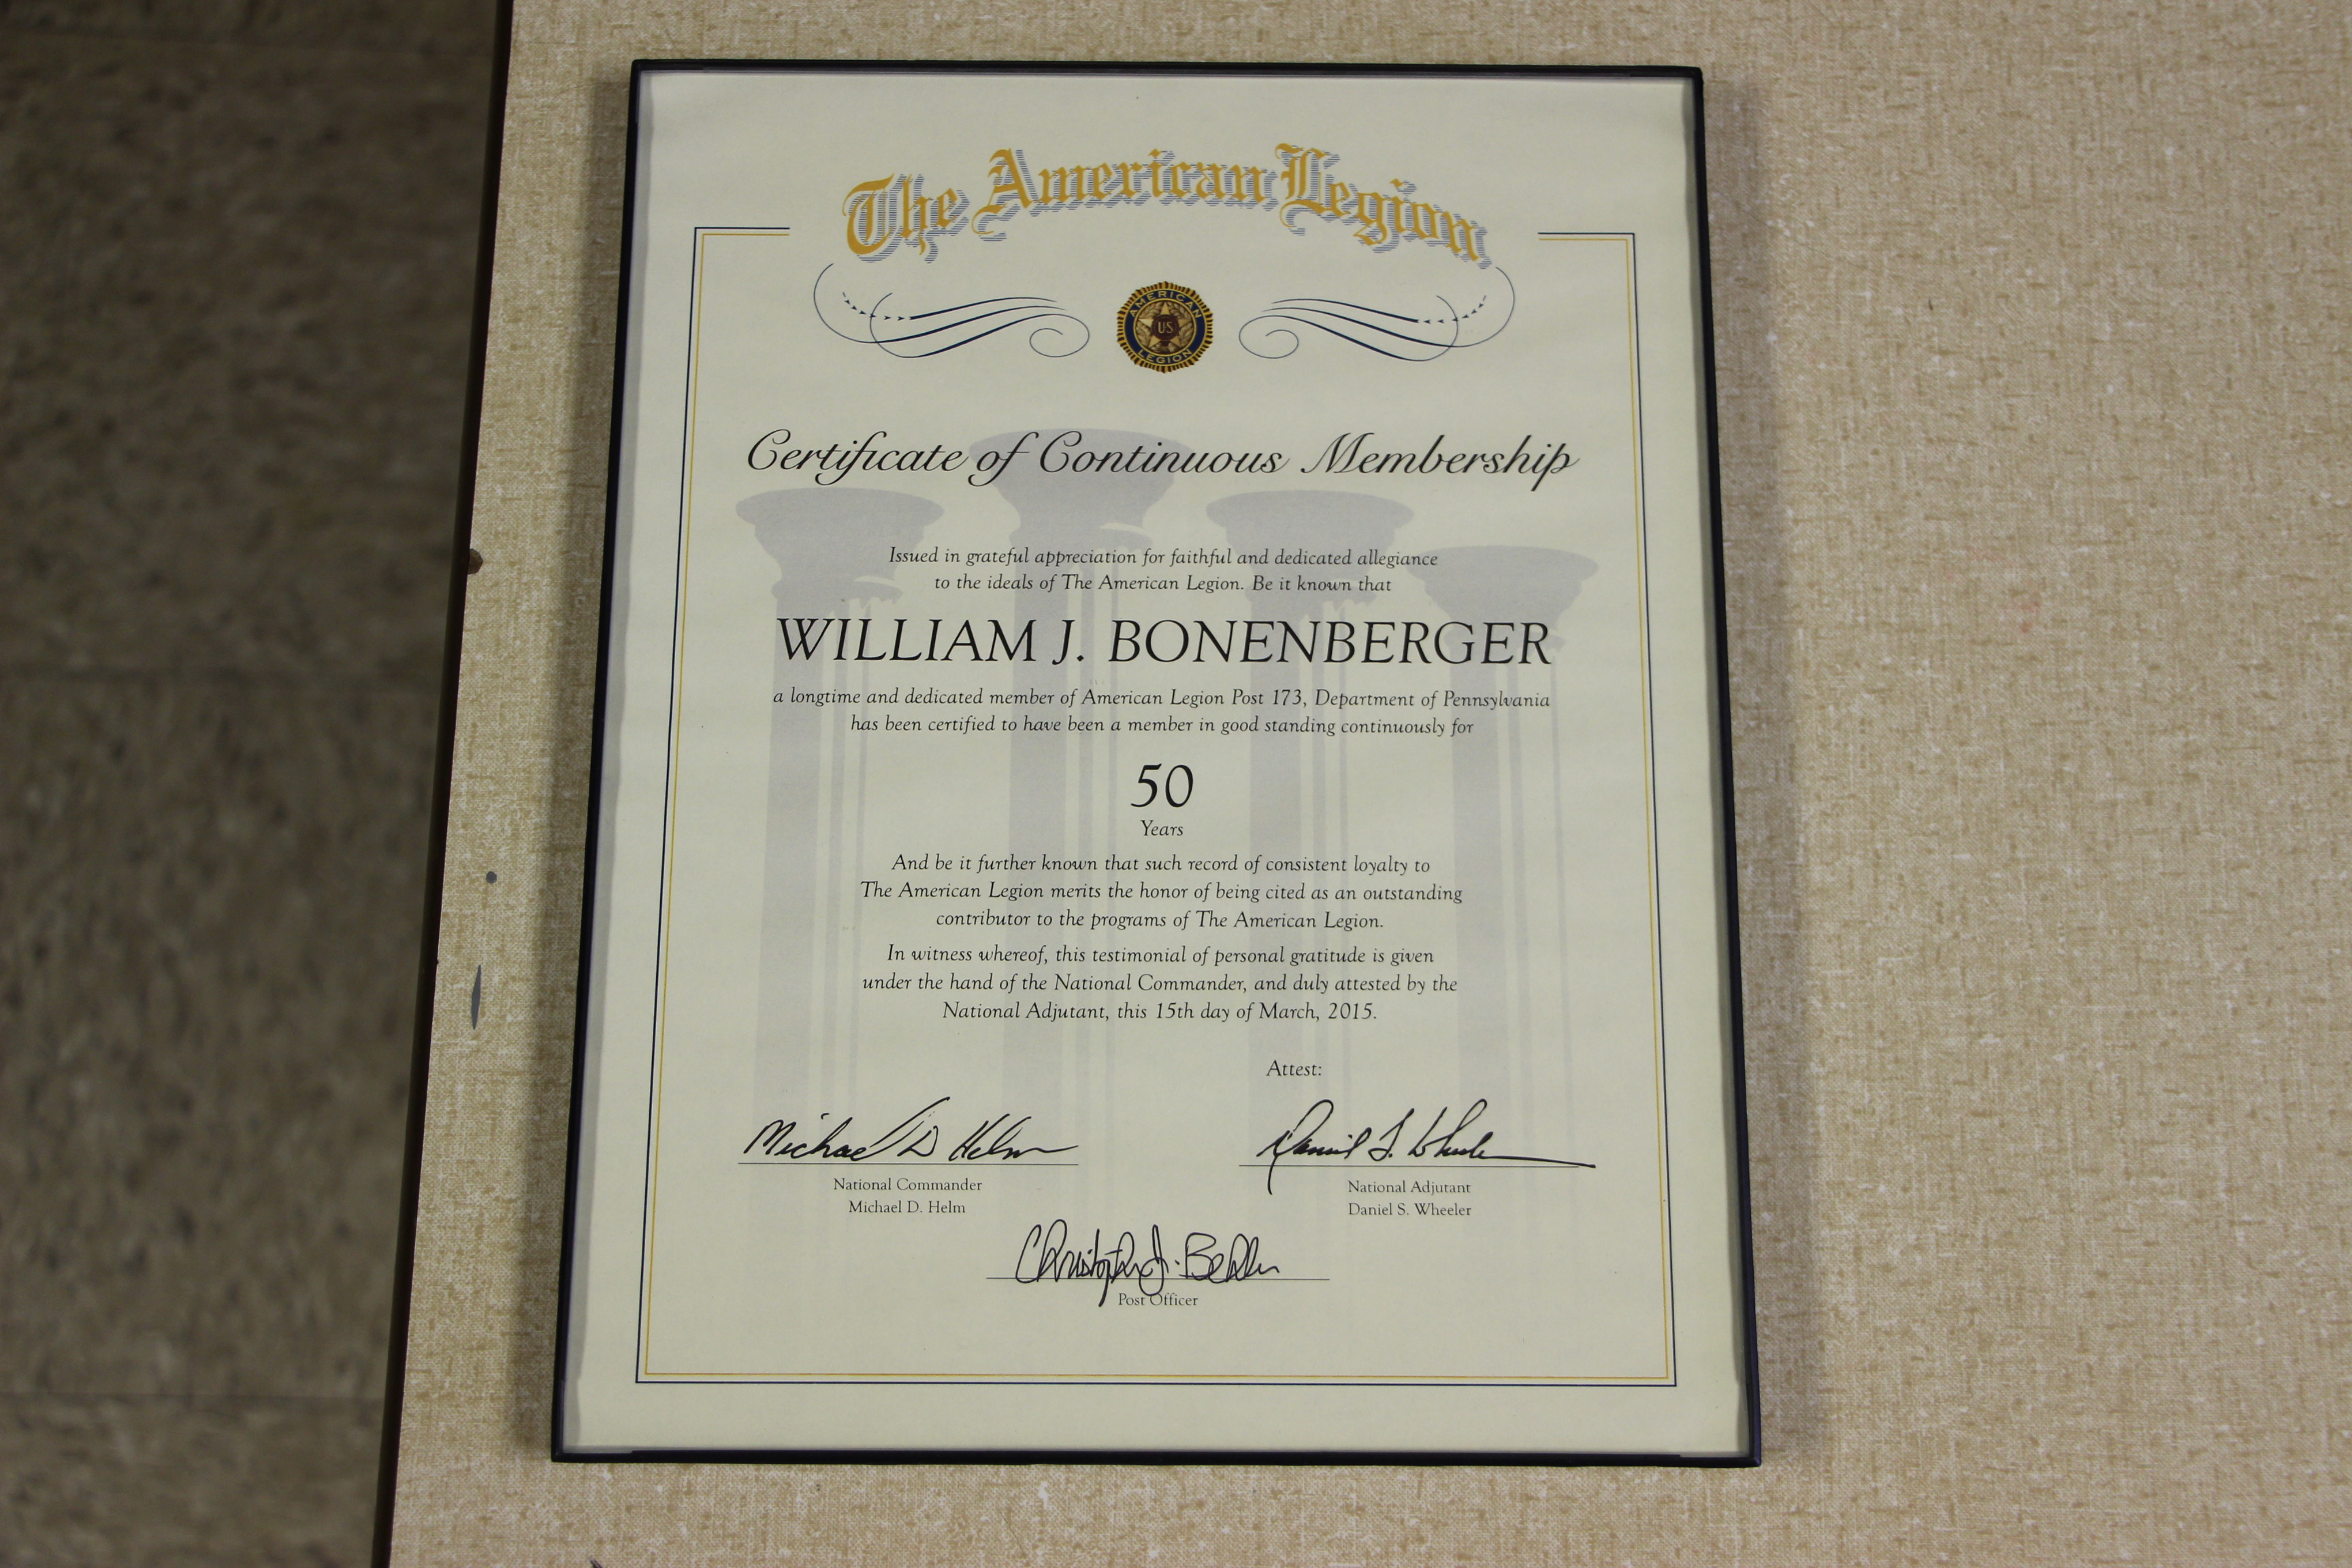 The American Legion
AMERICAN
US
LEGION
Certificate of Continuous Membership
Issued in grateful appreciation for faithful and dedicated allegiance
to the ideals of The American Legion. Be it known that
WILLIAM J. BONENBERGER
a longtime and dedicated member of American Legion Post 173, Department of Pennsylvania
has been certified to have been a member in good standing continuously for
50
Years
And be it further known that such record of consistent loyalty to
The American Legion merits the honor of being cited as an outstanding
contributor to the programs of The American Legion.
In witness whereof, this testimonial of personal gratitude is given
under the hand of the National Commander, and duly attested by the
National Adjutant, this 15th day of March, 2015.
Attest:
Michael D Helm
Daniel S. Wheeler
National Commander
National Adjutant
Michael D. Helm
Daniel S. Wheeler
Christopher J.
Post Officer